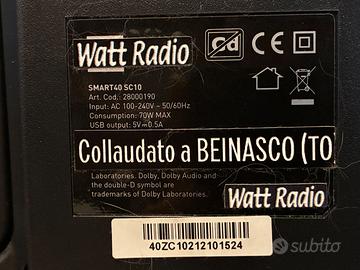 Watt Radio
SMART40 SC10
Art. Cod.: 28000190
Input: AC 100-240V ~ 50/60Hz
Consumption: 70W MAX
USB output: 5V⎓0.5A
Cd
CE
Collaudato a BEINASCO (TO)
Laboratories. Dolby, Dolby Audio and
the double-D symbol are
trademarks of Dolby Laboratories.
Watt Radio
40ZC10212101524
subito